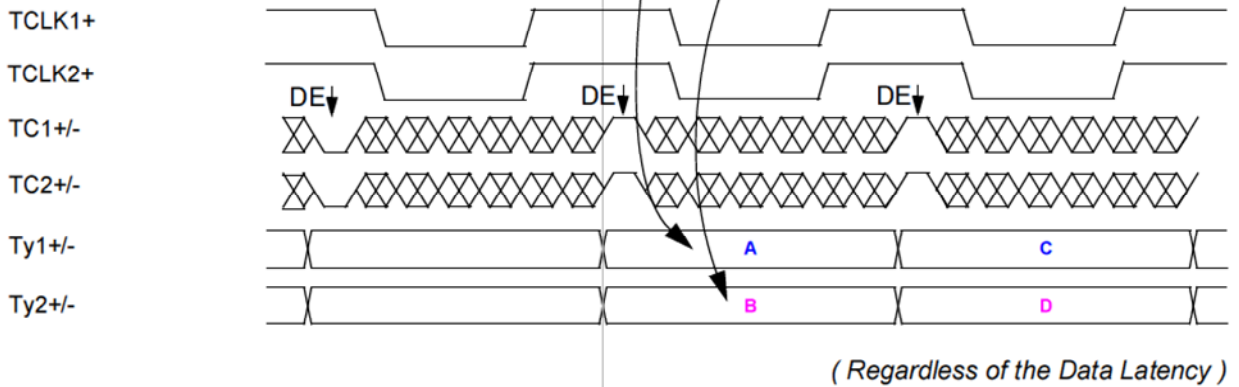 TCLK1+
TCLK2+
DE DE DE
TC1+/-
TC2+/-
Ty1+/- A C
Ty2+/- B D
( Regardless of the Data Latency )